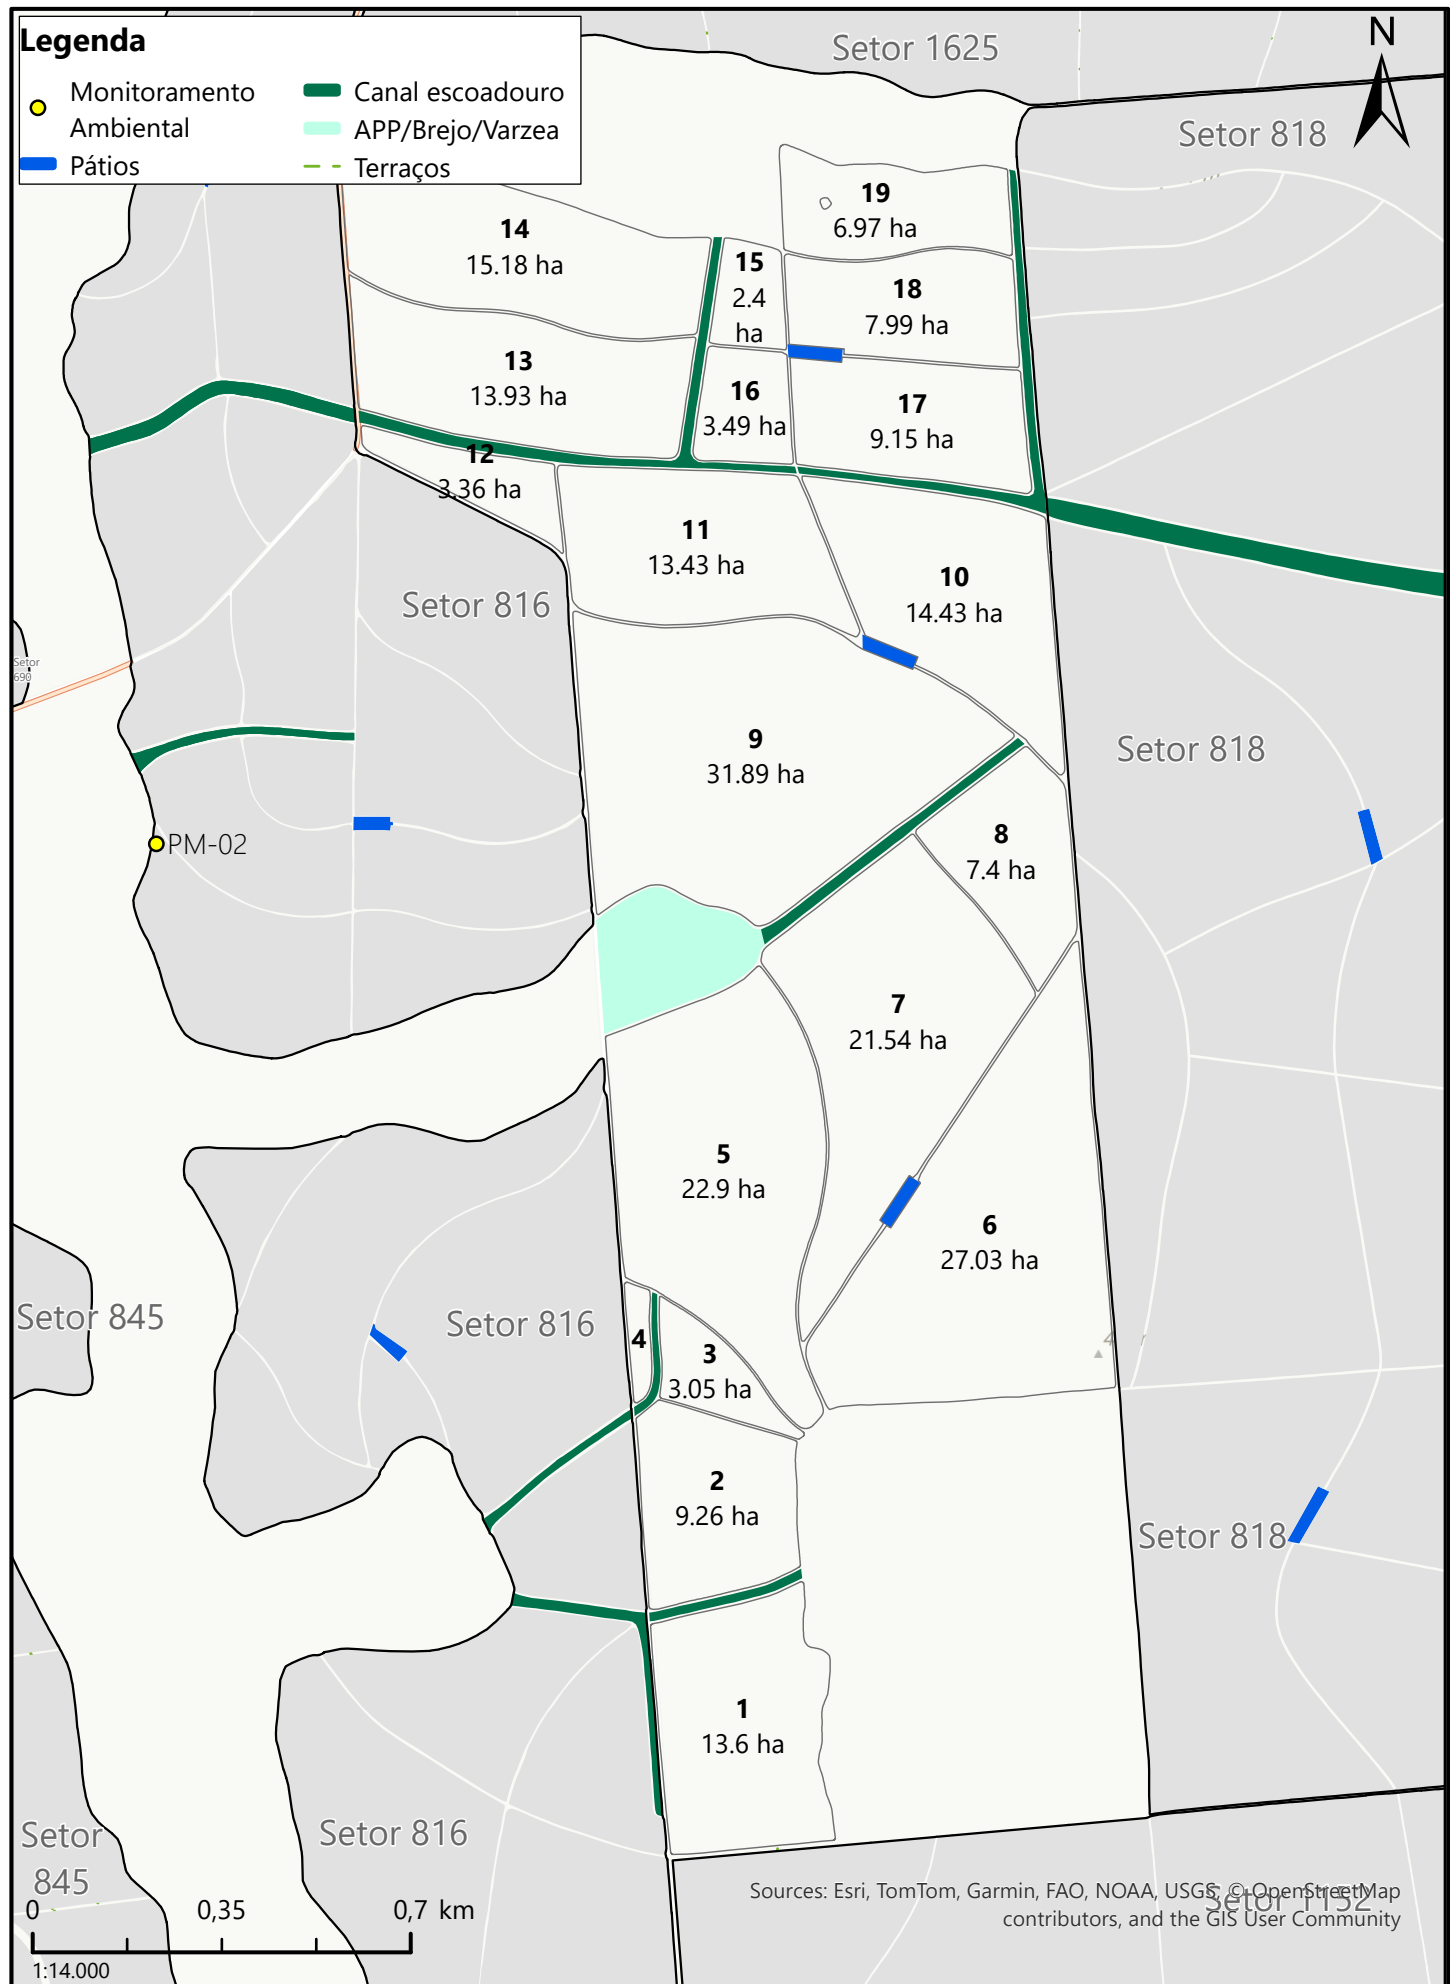 Legenda
Monitoramento
Ambiental
Pátios
Canal escoadouro
APP/Brejo/Varzea
Terraços
Setor 1625
N
Setor 818
19
6.97 ha
14
15.18 ha
15
2.4
ha
18
7.99 ha
13
13.93 ha
16
3.49 ha
17
9.15 ha
12
3.36 ha
11
13.43 ha
10
14.43 ha
Setor 816
Setor
690
9
31.89 ha
Setor 818
8
7.4 ha
PM-02
7
21.54 ha
5
22.9 ha
6
27.03 ha
Setor 845
Setor 816
4
3
3.05 ha
2
9.26 ha
Setor 818
1
13.6 ha
Setor
845
Setor 816
Setor 1152
Sources: Esri, TomTom, Garmin, FAO, NOAA, USGS, © OpenStreetMap
contributors, and the GIS User Community
0 0,35 0,7 km
1:14.000